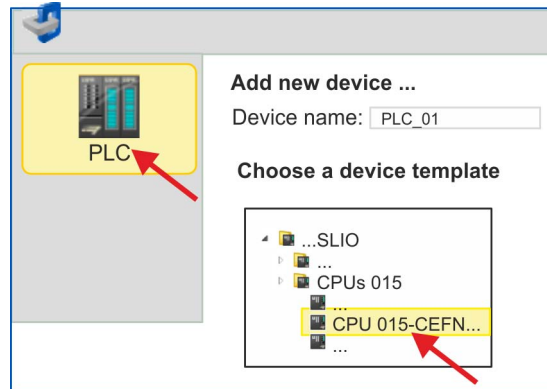 Add new device ...
Device name: PLC_01
PLC
Choose a device template
...SLIO
...
CPUs 015
...
CPU 015-CEFN...
...